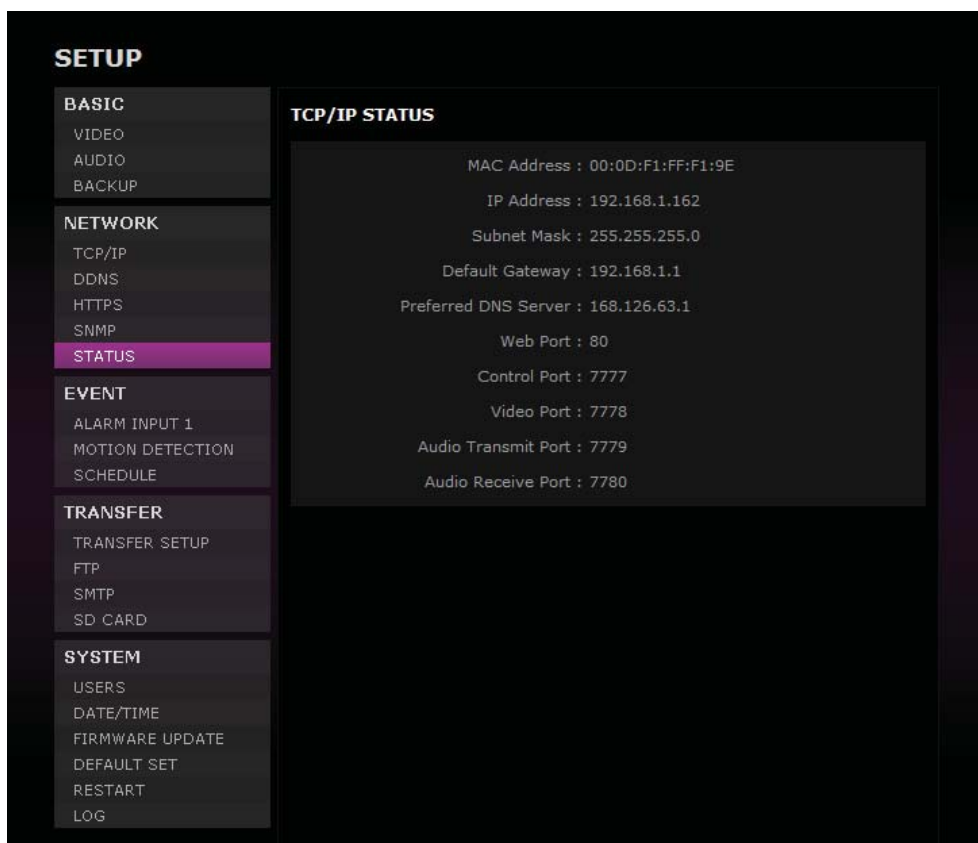 SETUP
BASIC
VIDEO
AUDIO
BACKUP
NETWORK
TCP/IP
DDNS
HTTPS
SNMP
STATUS
EVENT
ALARM INPUT 1
MOTION DETECTION
SCHEDULE
TRANSFER
TRANSFER SETUP
FTP
SMTP
SD CARD
SYSTEM
USERS
DATE/TIME
FIRMWARE UPDATE
DEFAULT SET
RESTART
LOG
TCP/IP STATUS
MAC Address : 00:0D:F1:FF:F1:9E
IP Address : 192.168.1.162
Subnet Mask : 255.255.255.0
Default Gateway : 192.168.1.1
Preferred DNS Server : 168.126.63.1
Web Port : 80
Control Port : 7777
Video Port : 7778
Audio Transmit Port : 7779
Audio Receive Port : 7780